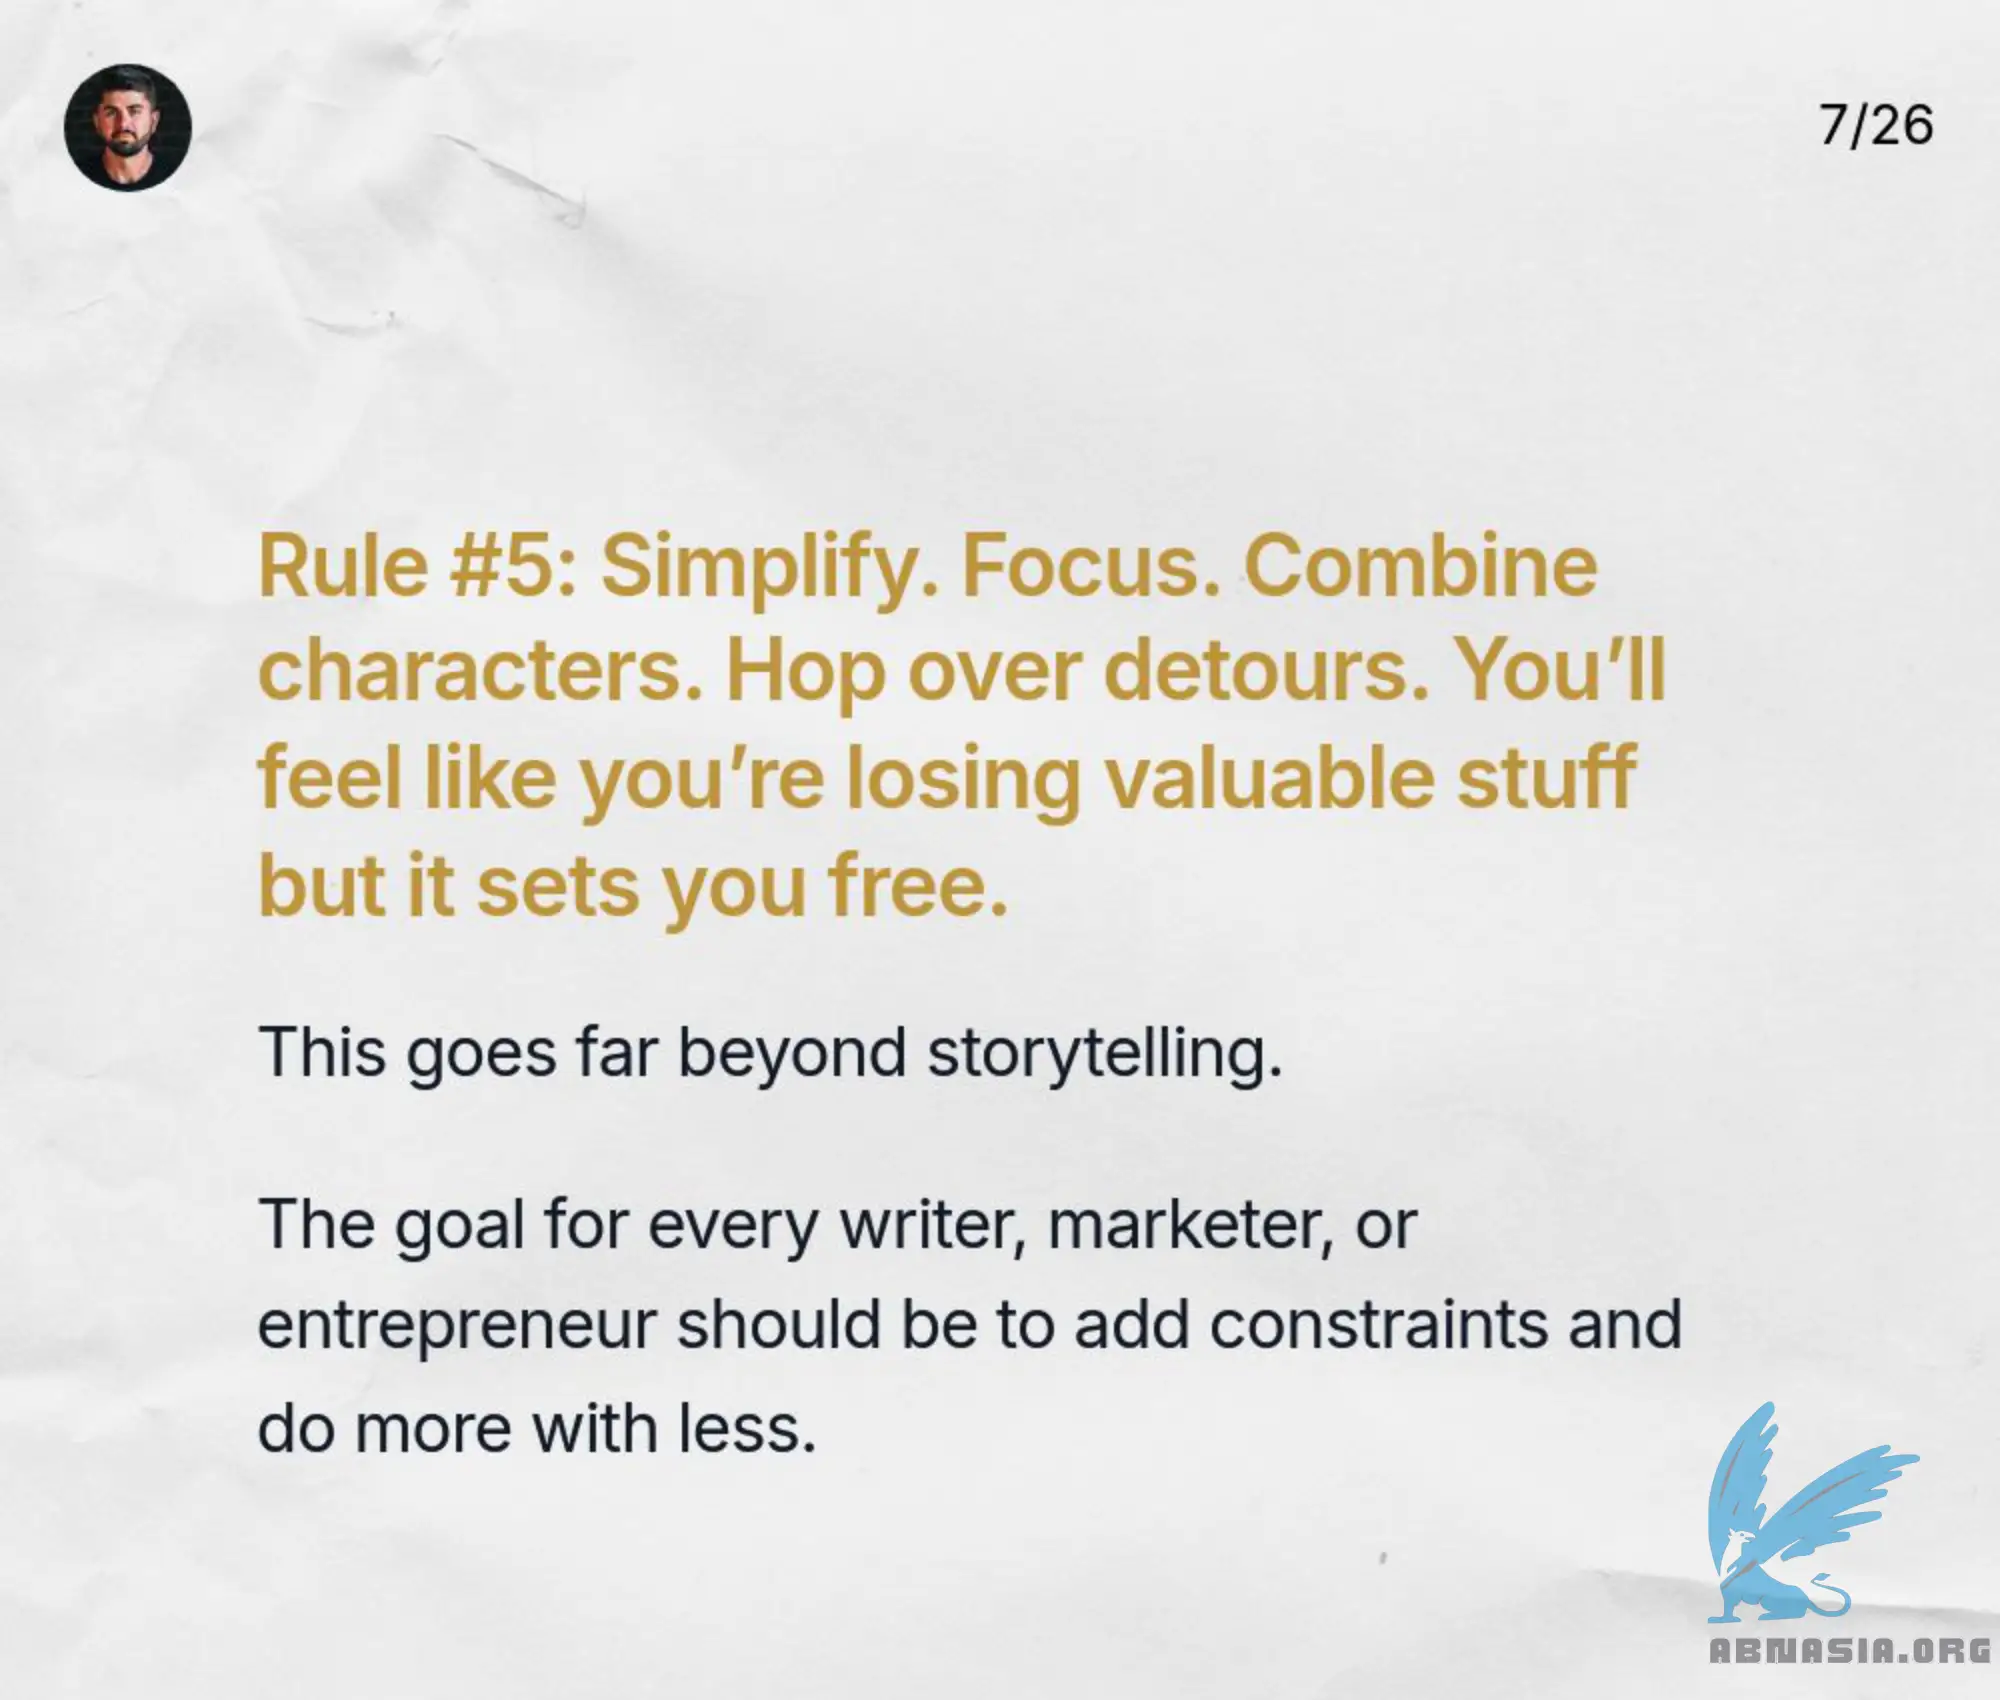 7/26
Rule #5: Simplify. Focus. Combine
characters. Hop over detours. You’ll
feel like you’re losing valuable stuff
but it sets you free.
This goes far beyond storytelling.
The goal for every writer, marketer, or
entrepreneur should be to add constraints and
do more with less.
ABNASIA.ORG